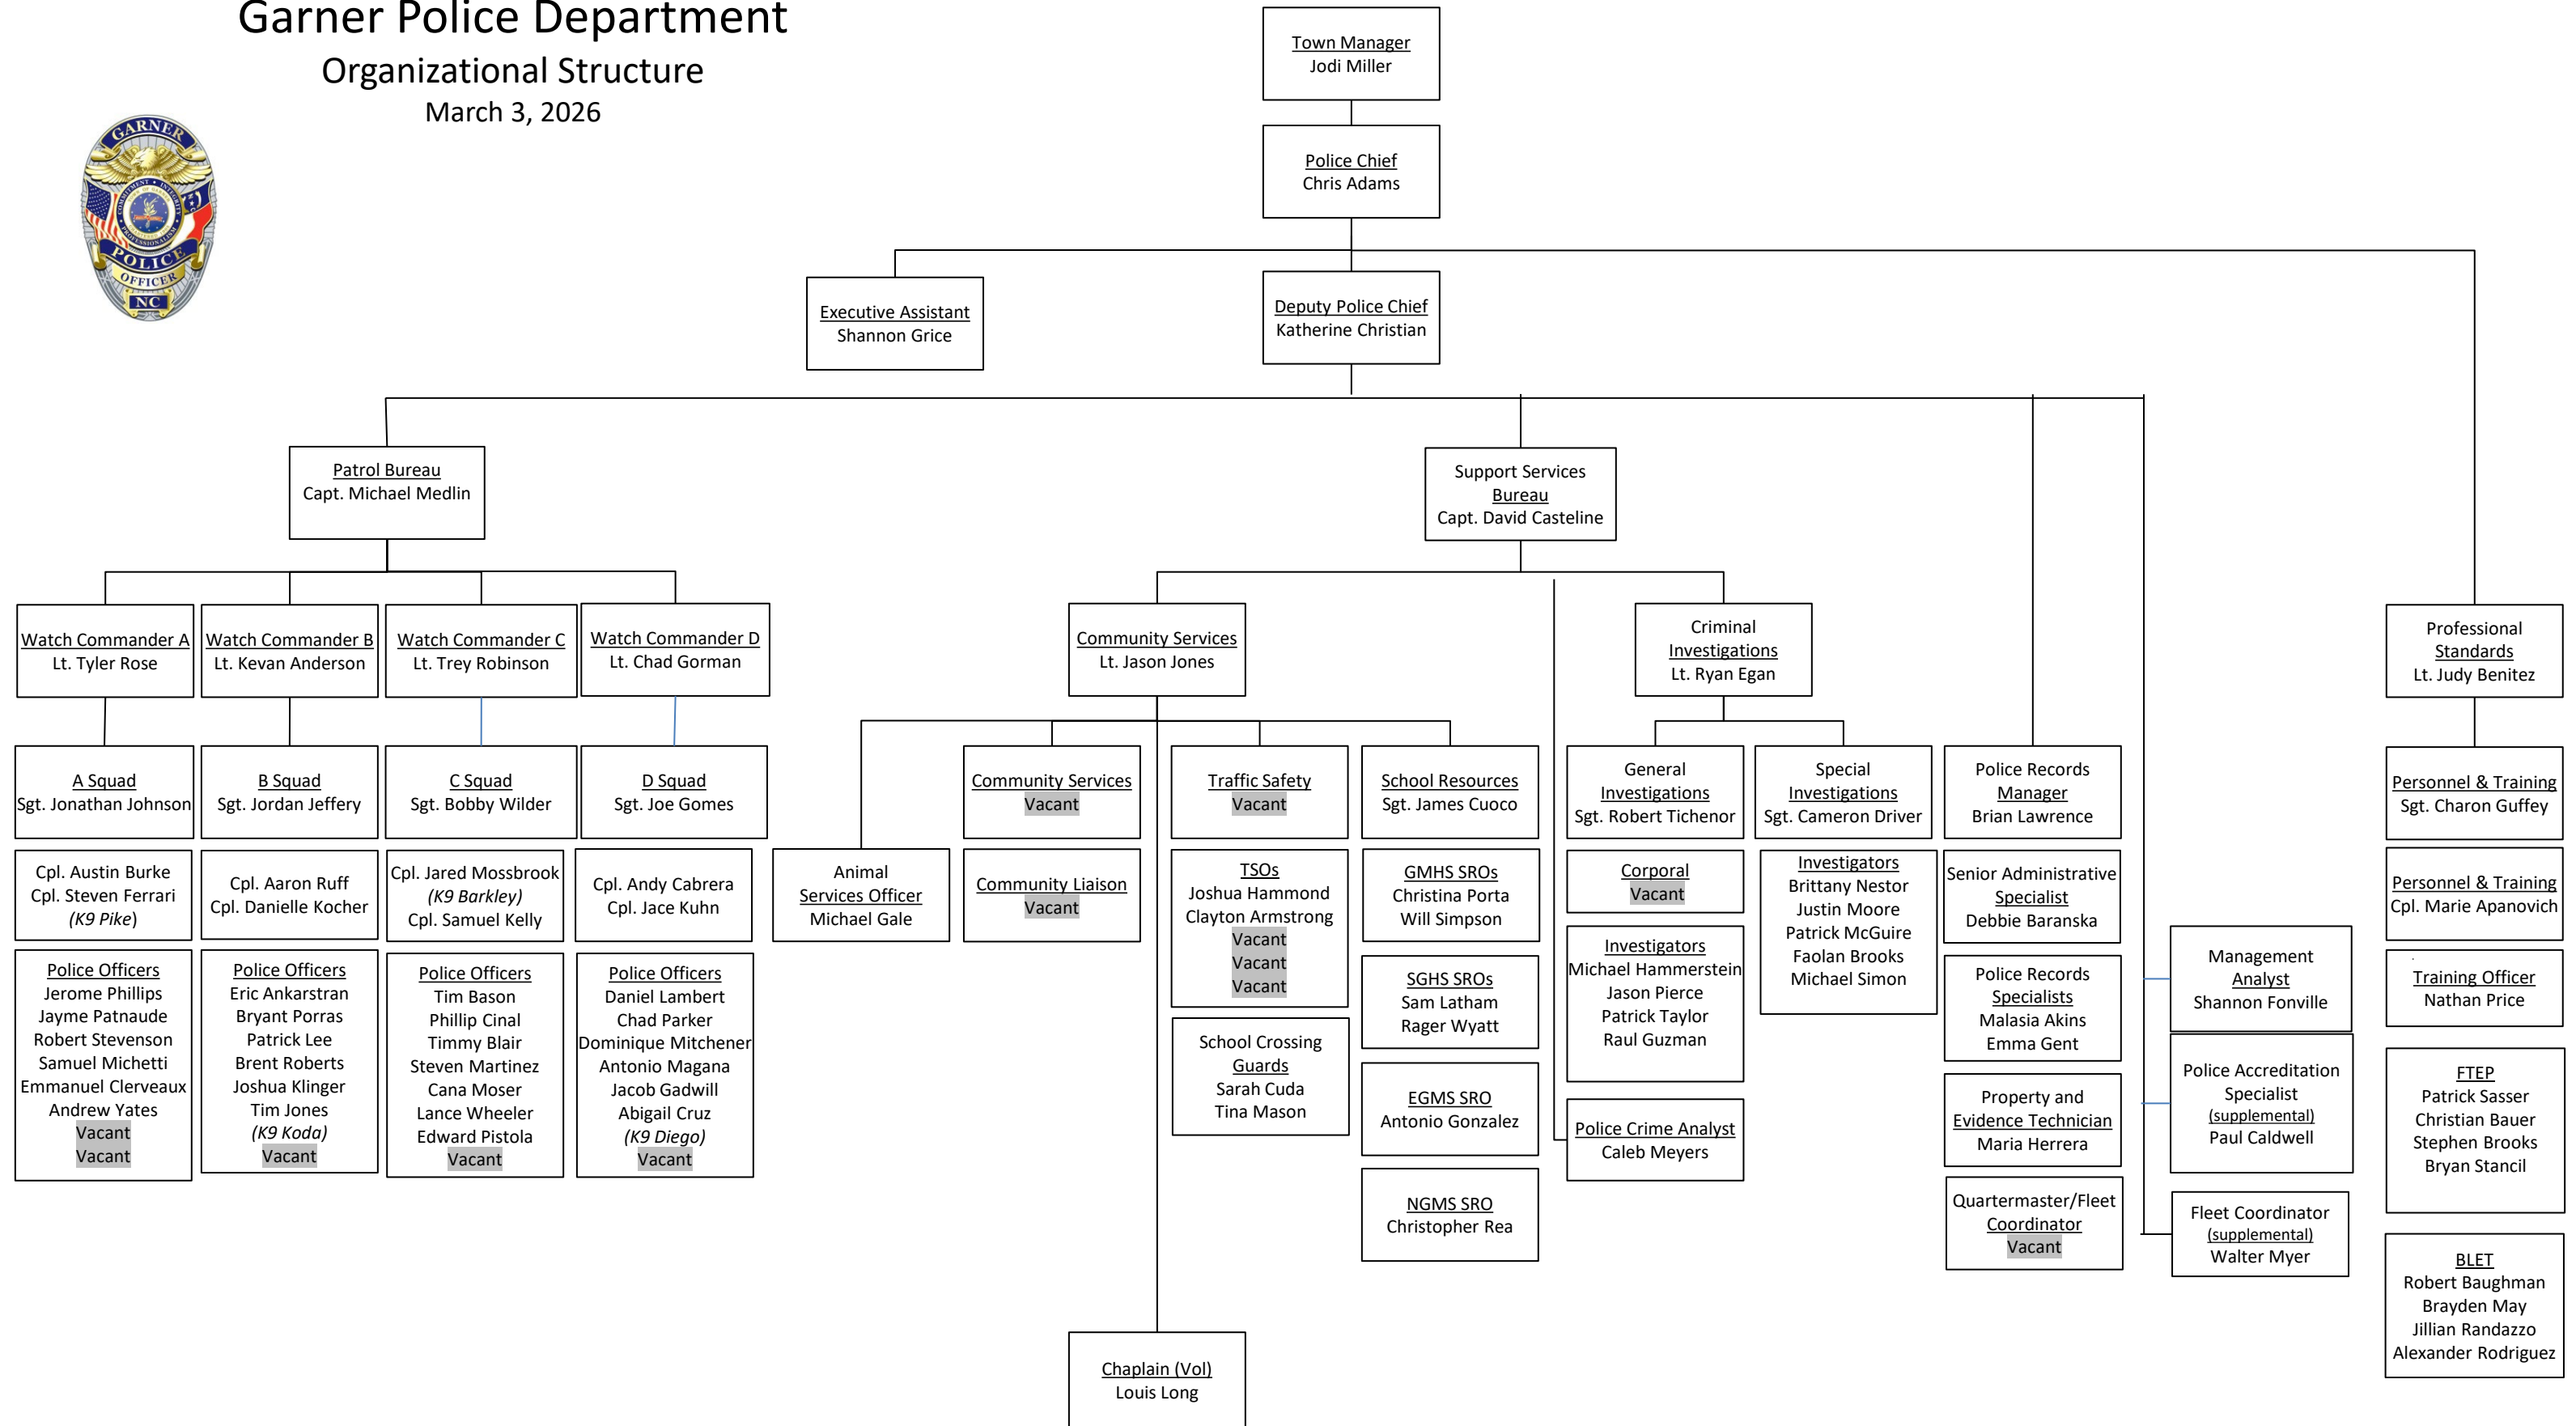 Garner Police Department
Organizational Structure
March 3, 2026
GARNER
POLICE
OFFICER
NC
Town Manager
Jodi Miller
Police Chief
Chris Adams
Executive Assistant
Shannon Grice
Deputy Police Chief
Katherine Christian
Patrol Bureau
Capt. Michael Medlin
Support Services
Bureau
Capt. David Casteline
Watch Commander A
Lt. Tyler Rose
Watch Commander B
Lt. Kevan Anderson
Watch Commander C
Lt. Trey Robinson
Watch Commander D
Lt. Chad Gorman
Community Services
Lt. Jason Jones
Criminal
Investigations
Lt. Ryan Egan
Professional
Standards
Lt. Judy Benitez
A Squad
Sgt. Jonathan Johnson
Cpl. Austin Burke
Cpl. Steven Ferrari
(K9 Pike)
Police Officers
Jerome Phillips
Jayme Patnaude
Robert Stevenson
Samuel Michetti
Emmanuel Clerveaux
Andrew Yates
Vacant
Vacant
B Squad
Sgt. Jordan Jeffery
Cpl. Aaron Ruff
Cpl. Danielle Kocher
Police Officers
Eric Ankarstran
Bryant Porras
Patrick Lee
Brent Roberts
Joshua Klinger
Tim Jones
(K9 Koda)
Vacant
C Squad
Sgt. Bobby Wilder
Cpl. Jared Mossbrook
(K9 Barkley)
Cpl. Samuel Kelly
Police Officers
Tim Bason
Phillip Cinal
Timmy Blair
Steven Martinez
Cana Moser
Lance Wheeler
Edward Pistola
Vacant
D Squad
Sgt. Joe Gomes
Cpl. Andy Cabrera
Cpl. Jace Kuhn
Police Officers
Daniel Lambert
Chad Parker
Dominique Mitchener
Antonio Magana
Jacob Gadwill
Abigail Cruz
(K9 Diego)
Vacant
Animal
Services Officer
Michael Gale
Community Services
Vacant
Community Liaison
Vacant
Traffic Safety
Vacant
TSOs
Joshua Hammond
Clayton Armstrong
Vacant
Vacant
Vacant
School Crossing
Guards
Sarah Cuda
Tina Mason
School Resources
Sgt. James Cuoco
GMHS SROs
Christina Porta
Will Simpson
SGHS SROs
Sam Latham
Rager Wyatt
EGMS SRO
Antonio Gonzalez
NGMS SRO
Christopher Rea
Chaplain (Vol)
Louis Long
General
Investigations
Sgt. Robert Tichenor
Corporal
Vacant
Investigators
Michael Hammerstein
Jason Pierce
Patrick Taylor
Raul Guzman
Police Crime Analyst
Caleb Meyers
Special
Investigations
Sgt. Cameron Driver
Investigators
Brittany Nestor
Justin Moore
Patrick McGuire
Faolan Brooks
Michael Simon
Police Records
Manager
Brian Lawrence
Senior Administrative
Specialist
Debbie Baranska
Police Records
Specialists
Malasia Akins
Emma Gent
Property and
Evidence Technician
Maria Herrera
Quartermaster/Fleet
Coordinator
Vacant
Management
Analyst
Shannon Fonville
Police Accreditation
Specialist
(supplemental)
Paul Caldwell
Fleet Coordinator
(supplemental)
Walter Myer
Personnel & Training
Sgt. Charon Guffey
Personnel & Training
Cpl. Marie Apanovich
Training Officer
Nathan Price
FTEP
Patrick Sasser
Christian Bauer
Stephen Brooks
Bryan Stancil
BLET
Robert Baughman
Brayden May
Jillian Randazzo
Alexander Rodriguez